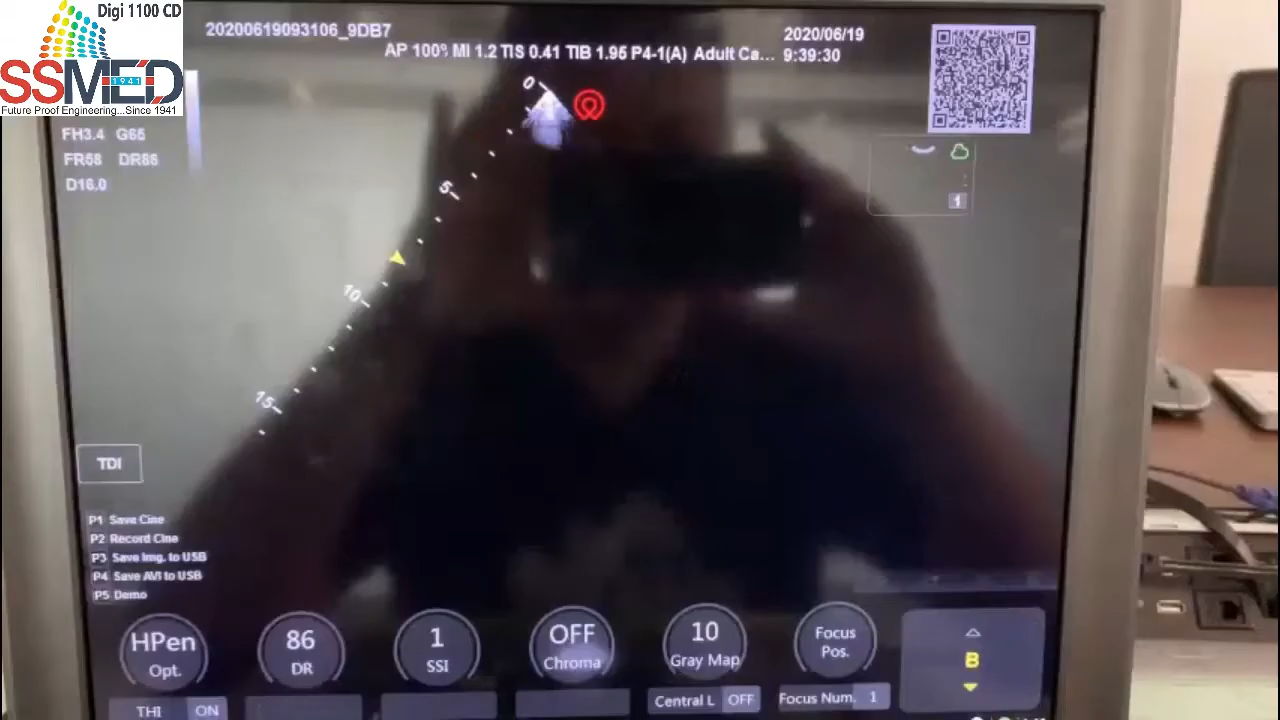 Digi 1100 CD
SSMED
1941
Future Proof Engineering...Since 1941
20200619093106_9DB7
2020/06/19
AP 100% MI 1.2 TIS 0.41 TIB 1.95 P4-1(A) Adult Ca...
9:39:30
FH3.4 G65
FR58 DR86
D16.0
0
5
10
15
1
TDI
P1 Save Cine
P2 Record Cine
P3 Save Img. to USB
P4 Save AVI to USB
P5 Demo
HPen
Opt.
86
DR
1
SSI
OFF
Chroma
10
Gray Map
Focus
Pos.
B
THI ON
Central L OFF
Focus Num. 1